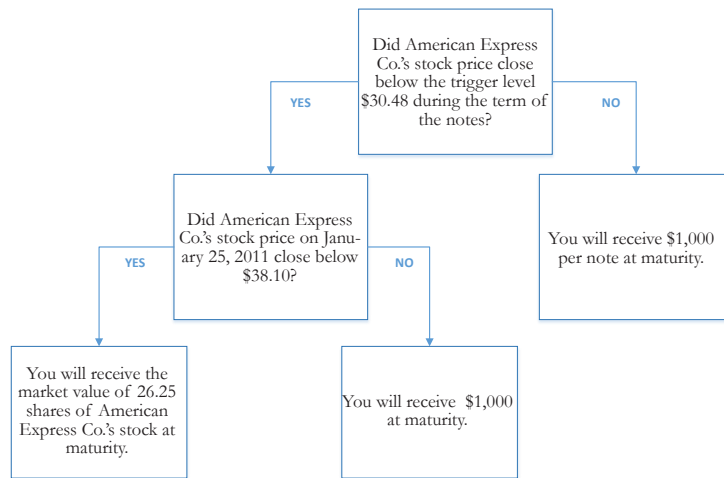 Did American Express
Co.'s stock price close
below the trigger level
$30.48 during the term of
the notes?
YES
NO
Did American Express
Co.'s stock price on Janu-
ary 25, 2011 close below
$38.10?
You will receive $1,000
per note at maturity.
YES
NO
You will receive the
market value of 26.25
shares of American
Express Co.'s stock at
maturity.
You will receive $1,000
at maturity.